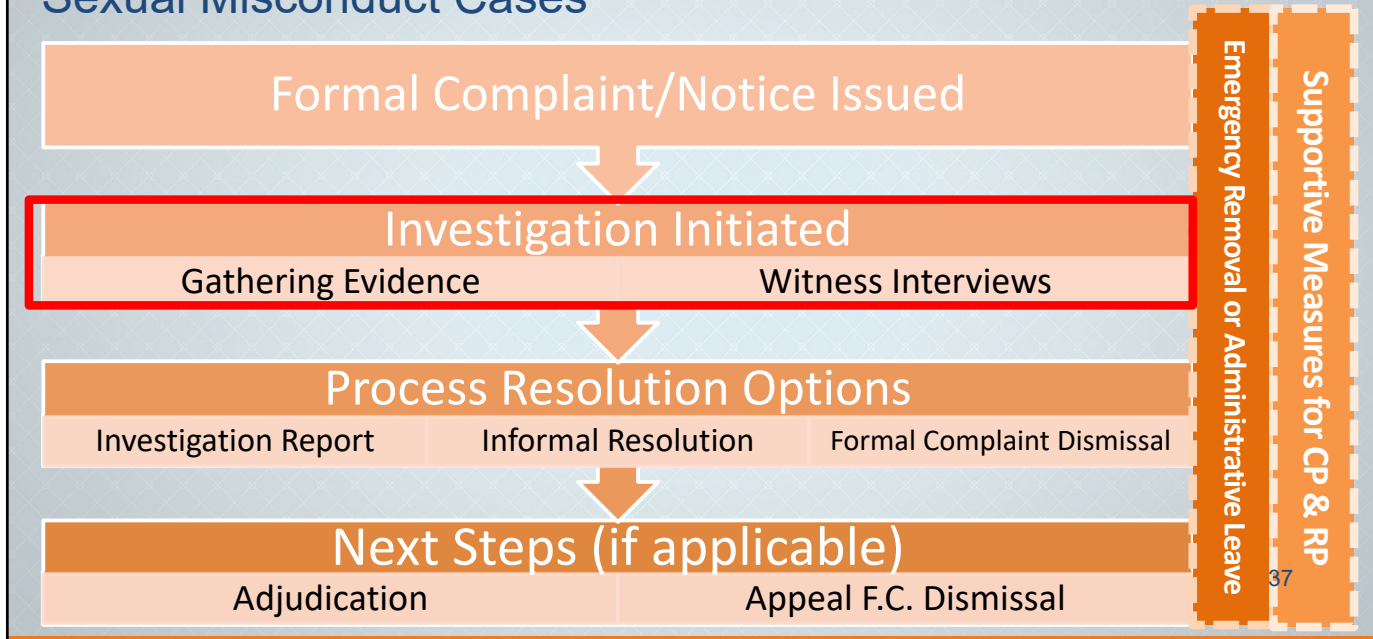 Sexual Misconduct Cases
Formal Complaint/Notice Issued
Investigation Initiated
Gathering Evidence
Witness Interviews
Process Resolution Options
Investigation Report
Informal Resolution
Formal Complaint Dismissal
Next Steps (if applicable)
Adjudication
Appeal F.C. Dismissal
Emergency Removal or Administrative Leave
Supportive Measures for CP & RP
37